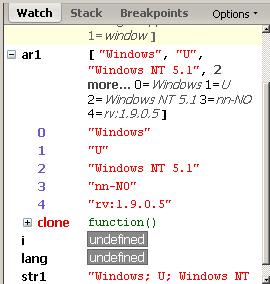 Watch Stack Breakpoints Options
1=window ]
ar1 [ "Windows", "U",
"Windows NT 5.1", 2
more... 0=Windows 1=U
2=Windows NT 5.1 3=nn-NO
4=rv:1.9.0.5 ]
0 "Windows"
1 "U"
2 "Windows NT 5.1"
3 "nn-NO"
4 "rv:1.9.0.5"
clone function()
i undefined
lang undefined
str1 "Windows; U; Windows NT